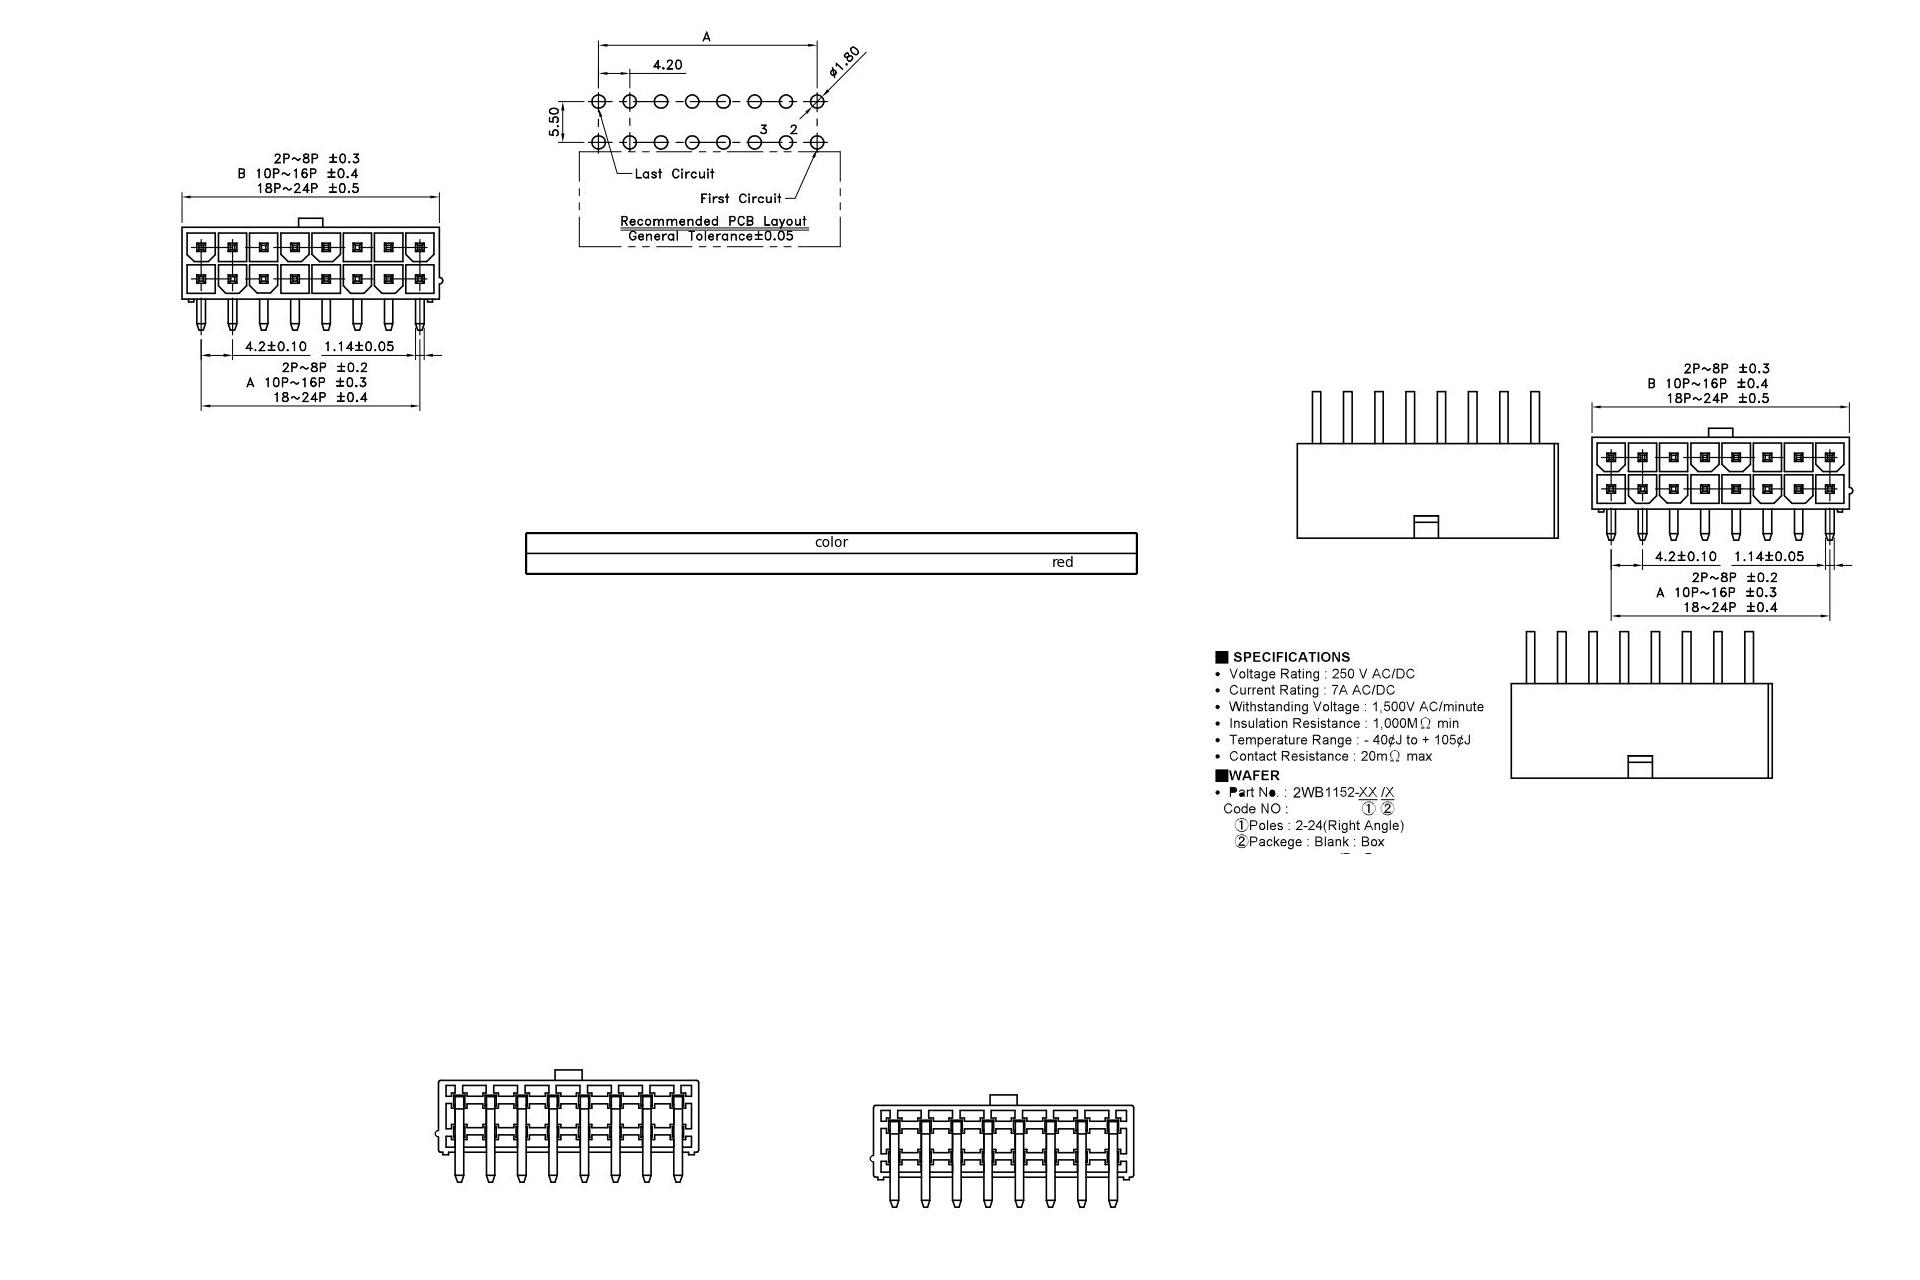 A
4.20
ø1.80
5.50
3 2
Last Circuit
First Circuit
Recommended PCB Layout
General Tolerance±0.05
2P~8P ±0.3
B 10P~16P ±0.4
18P~24P ±0.5
4.2±0.10 1.14±0.05
2P~8P ±0.2
A 10P~16P ±0.3
18~24P ±0.4
2P~8P ±0.3
B 10P~16P ±0.4
18P~24P ±0.5
4.2±0.10 1.14±0.05
2P~8P ±0.2
A 10P~16P ±0.3
18~24P ±0.4
color
red
■ SPECIFICATIONS
• Voltage Rating : 250 V AC/DC
• Current Rating : 7A AC/DC
• Withstanding Voltage : 1,500V AC/minute
• Insulation Resistance : 1,000MΩ min
• Temperature Range : - 40¢J to + 105¢J
• Contact Resistance : 20mΩ max
■WAFER
• Part No. : 2WB1152-XX /X
Code NO : ① ②
①Poles : 2-24(Right Angle)
②Packege : Blank : Box